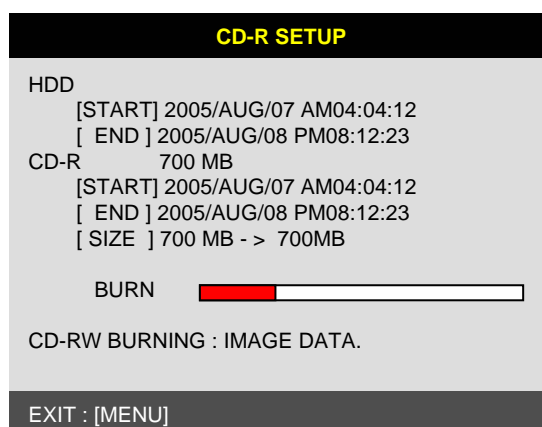 CD-R SETUP
HDD
[START] 2005/AUG/07 AM04:04:12
[ END ] 2005/AUG/08 PM08:12:23
CD-R 700 MB
[START] 2005/AUG/07 AM04:04:12
[ END ] 2005/AUG/08 PM08:12:23
[ SIZE ] 700 MB - > 700MB
BURN
CD-RW BURNING : IMAGE DATA.
EXIT : [MENU]